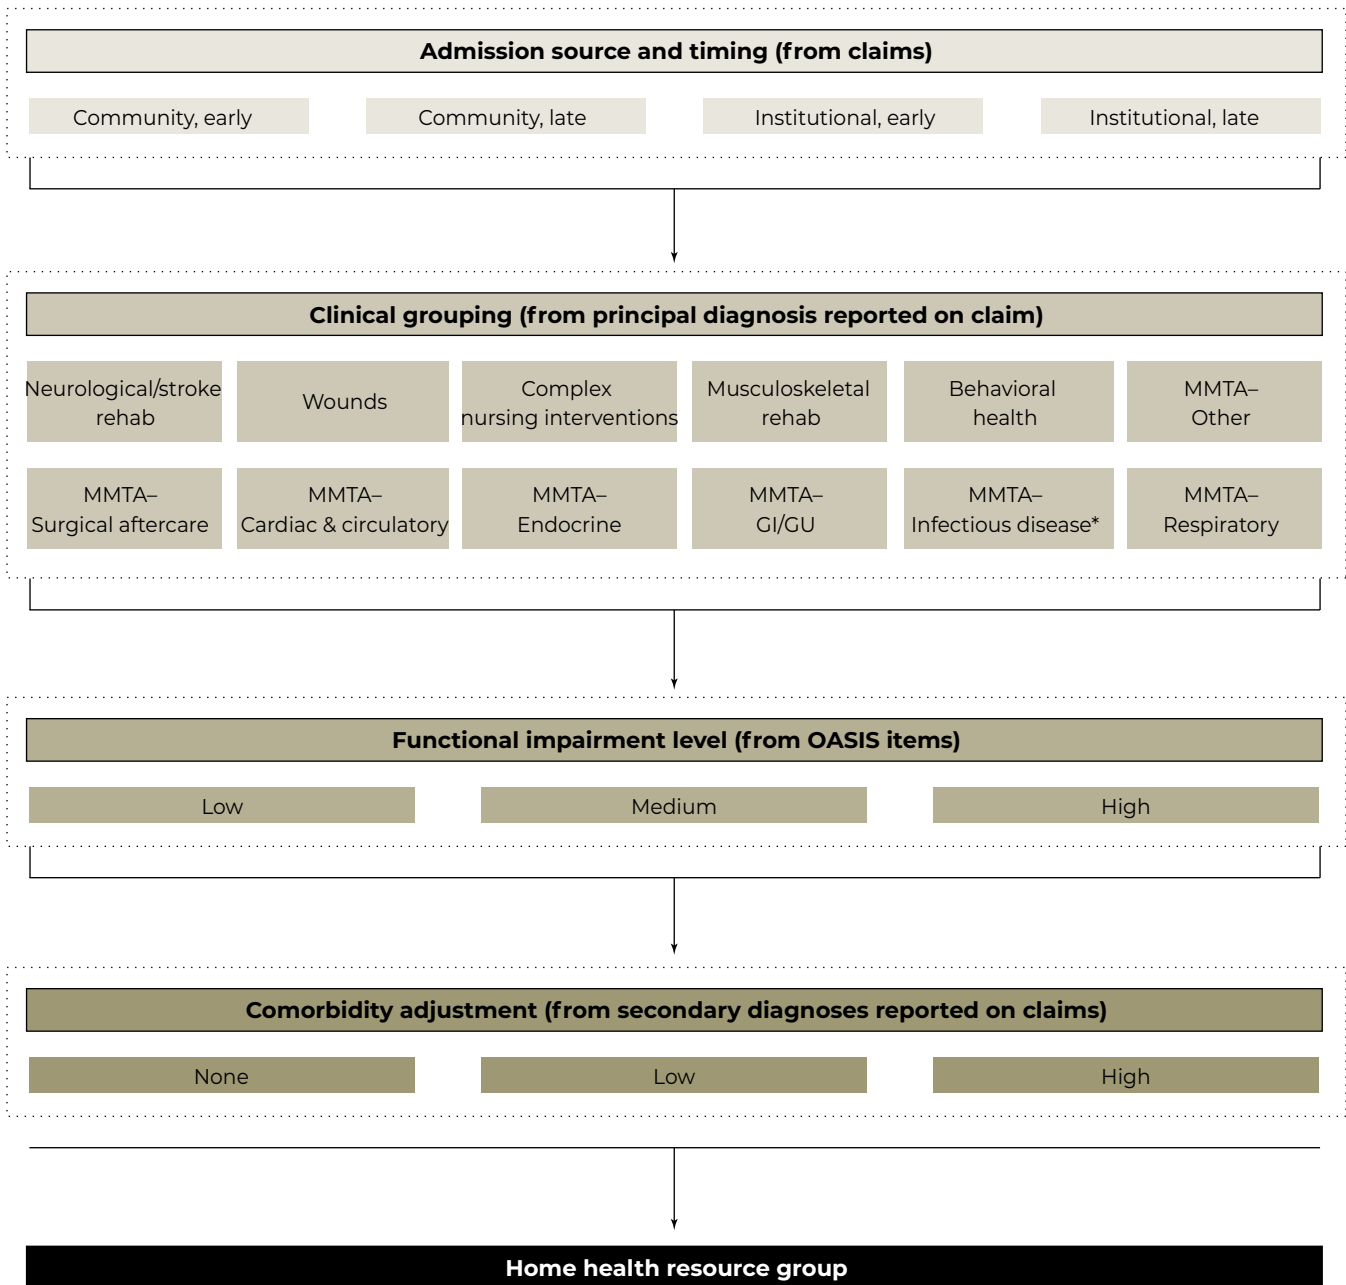 Admission source and timing (from claims)
Community, early
Community, late
Institutional, early
Institutional, late
Clinical grouping (from principal diagnosis reported on claim)
Neurological/stroke
rehab
Wounds
Complex
nursing interventions
Musculoskeletal
rehab
Behavioral
health
MMTA–
Other
MMTA–
Surgical aftercare
MMTA–
Cardiac & circulatory
MMTA–
Endocrine
MMTA–
GI/GU
MMTA–
Infectious disease*
MMTA–
Respiratory
Functional impairment level (from OASIS items)
Low
Medium
High
Comorbidity adjustment (from secondary diagnoses reported on claims)
None
Low
High
Home health resource group